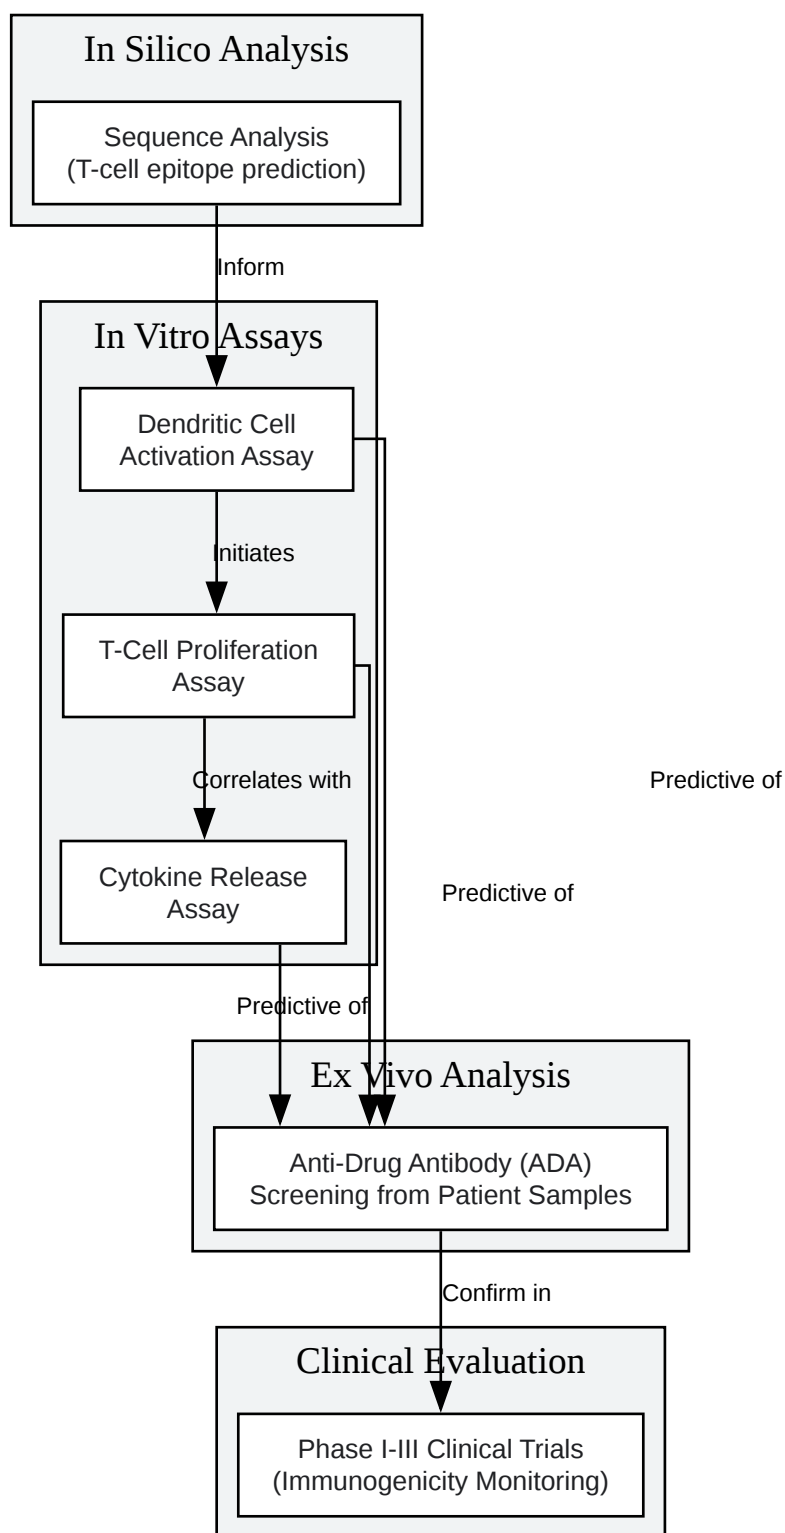 In Silico Analysis
Sequence Analysis
(T-cell epitope prediction)
Inform
In Vitro Assays
Dendritic Cell
Activation Assay
Initiates
T-Cell Proliferation
Assay
Correlates with
Predictive of
Cytokine Release
Assay
Predictive of
Predictive of
Ex Vivo Analysis
Anti-Drug Antibody (ADA)
Screening from Patient Samples
Confirm in
Clinical Evaluation
Phase I-III Clinical Trials
(Immunogenicity Monitoring)